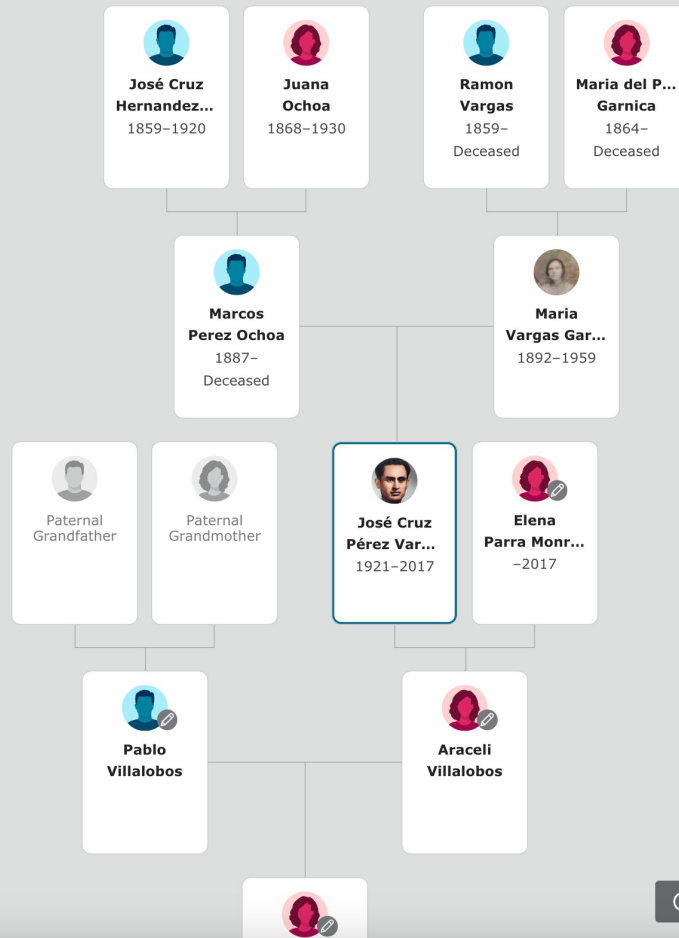 José Cruz
Hernandez...
1859–1920
Juana
Ochoa
1868–1930
Ramon
Vargas
1859–
Deceased
Maria del P...
Garnica
1864–
Deceased
Marcos
Perez Ochoa
1887–
Deceased
Maria
Vargas Gar...
1892–1959
Paternal
Grandfather
Paternal
Grandmother
José Cruz
Pérez Var...
1921–2017
Elena
Parra Monr...
–2017
Pablo
Villalobos
Araceli
Villalobos